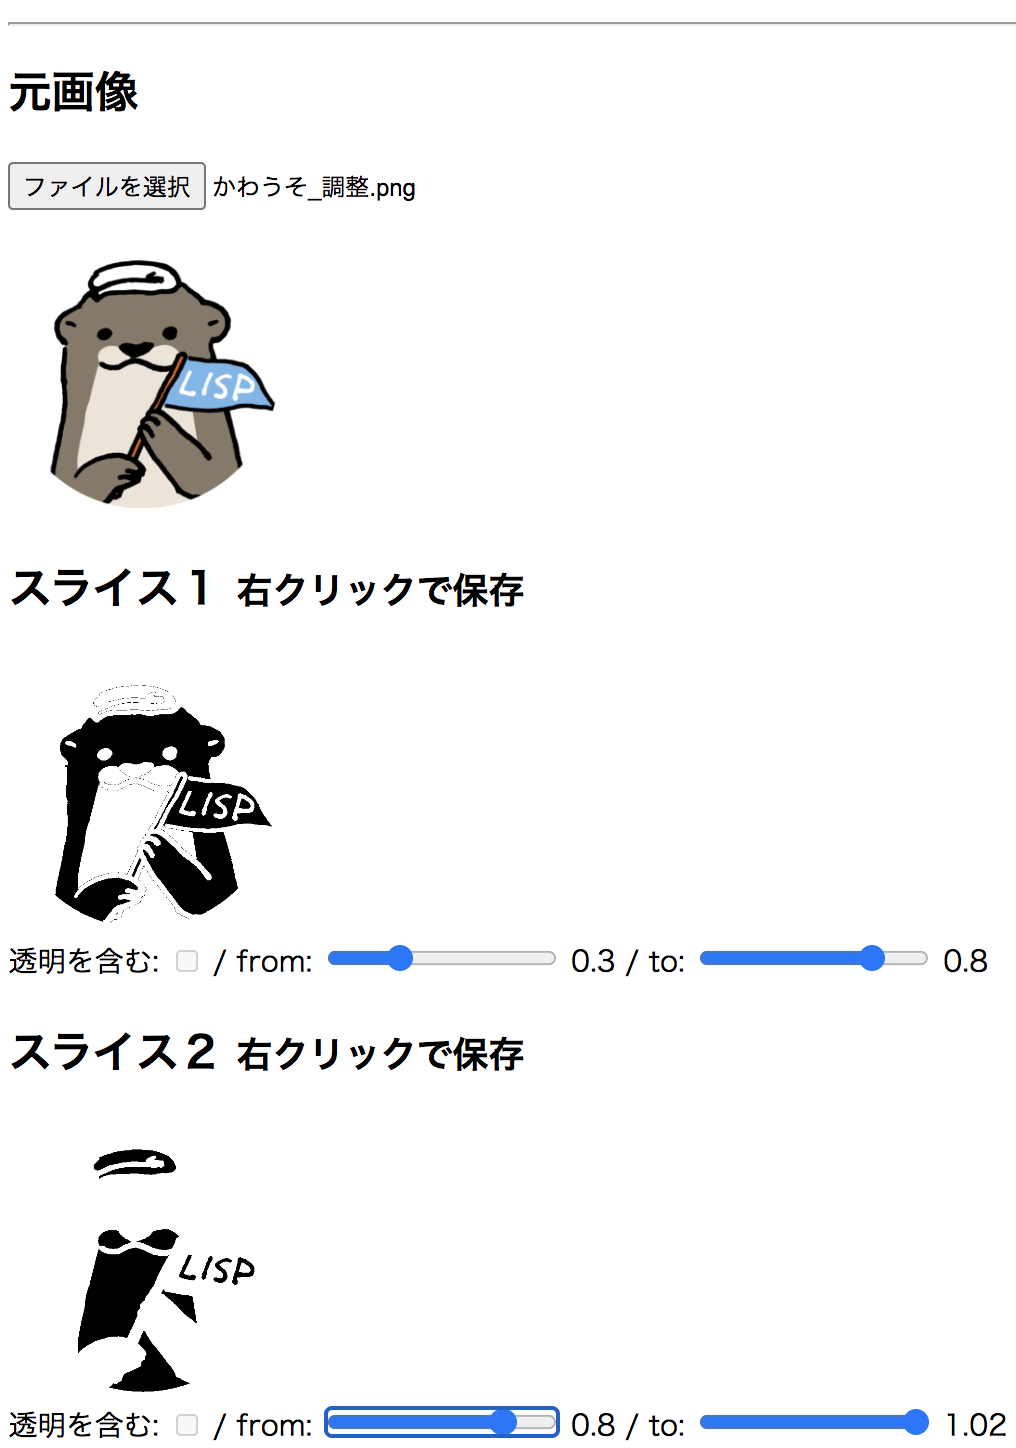 元画像
ファイルを選択 かわうそ_調整.png
LISP
スライス１ 右クリックで保存
LISP
透明を含む: / from: 0.3 / to: 0.8
スライス２ 右クリックで保存
LISP
透明を含む: / from: 0.8 / to: 1.02